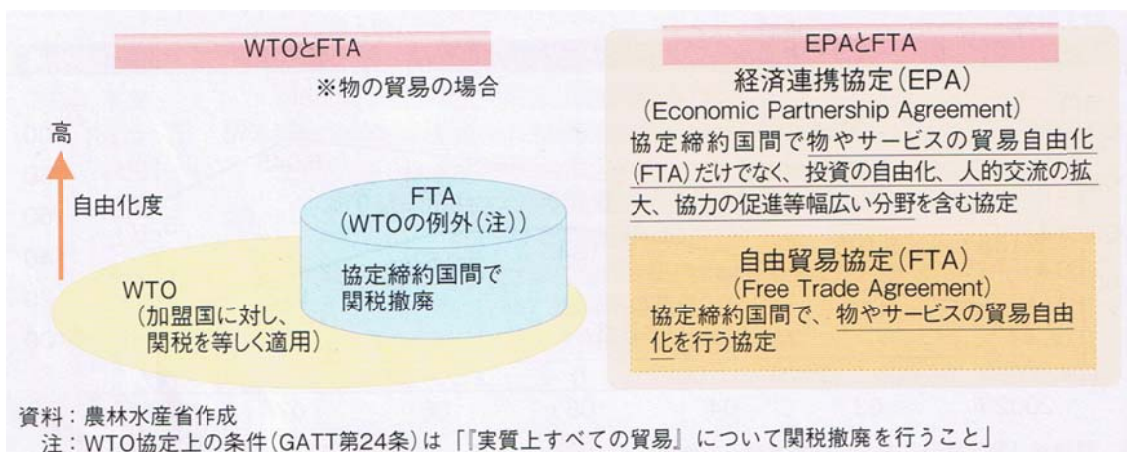 WTOとFTA
※物の貿易の場合
高
自由化度
FTA
(WTOの例外(注))
協定締約国間で
関税撤廃
WTO
(加盟国に対し、
関税を等しく適用)
EPAとFTA
経済連携協定(EPA)
(Economic Partnership Agreement)
協定締約国間で物やサービスの貿易自由化
(FTA)だけでなく、投資の自由化、人的交流の拡
大、協力の促進等幅広い分野を含む協定
自由貿易協定(FTA)
(Free Trade Agreement)
協定締約国間で、物やサービスの貿易自由
化を行う協定
資料：農林水産省作成
注：WTO協定上の条件(GATT第24条)は「『実質上すべての貿易』について関税撤廃を行うこと」